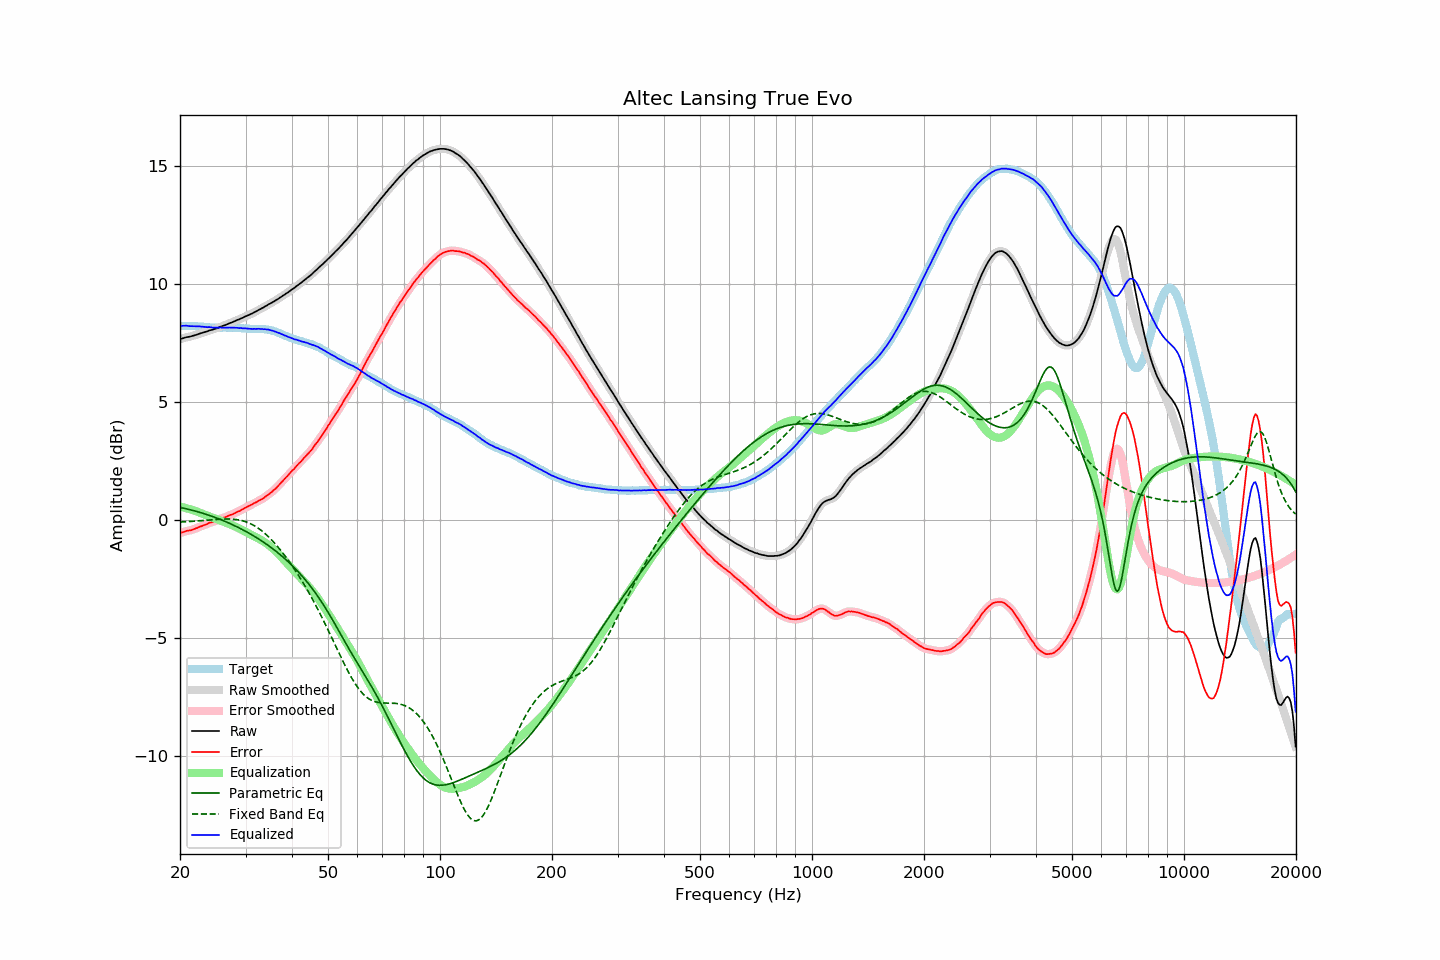 Altec Lansing True Evo
Amplitude (dBr)
15
10
5
0
−5
−10
Target
Raw Smoothed
Error Smoothed
Raw
Error
Equalization
Parametric Eq
Fixed Band Eq
Equalized
20 50 100 200 500 1000 2000 5000 10000 20000
Frequency (Hz)